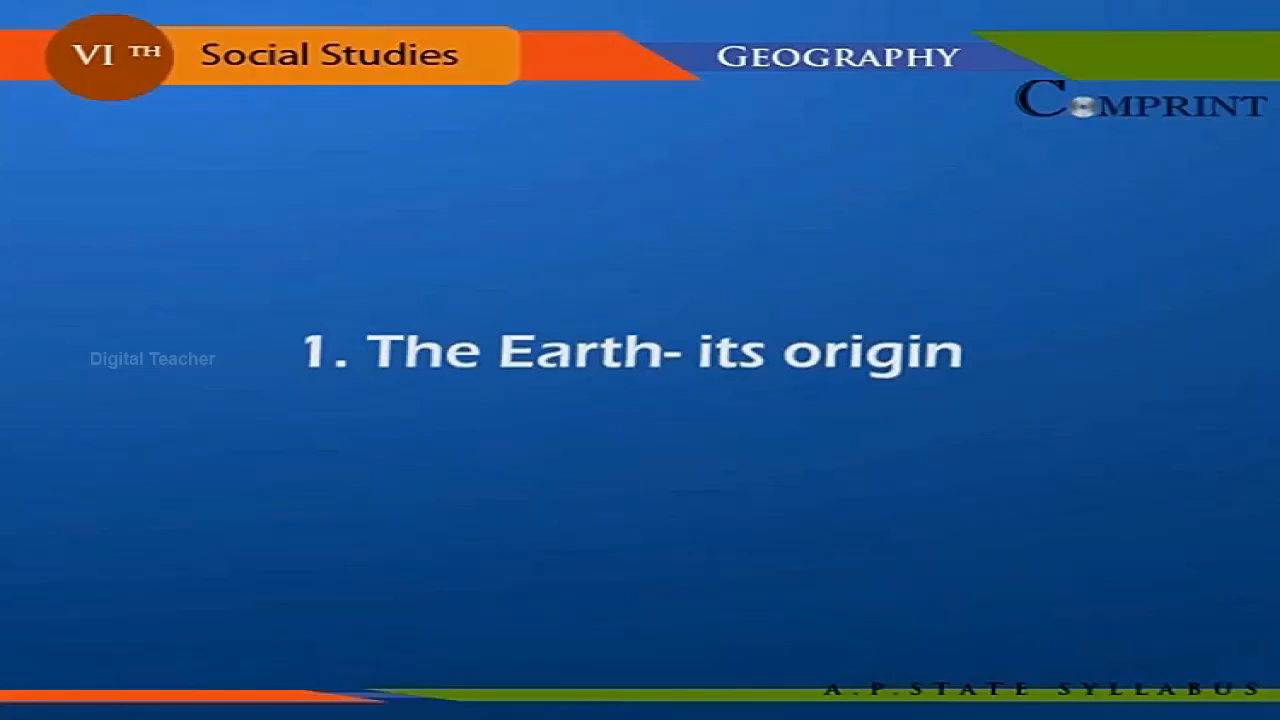 VI TH Social Studies GEOGRAPHY
COMPRINT
1. The Earth- its origin
Digital Teacher
A.P.STATE SYLLABUS